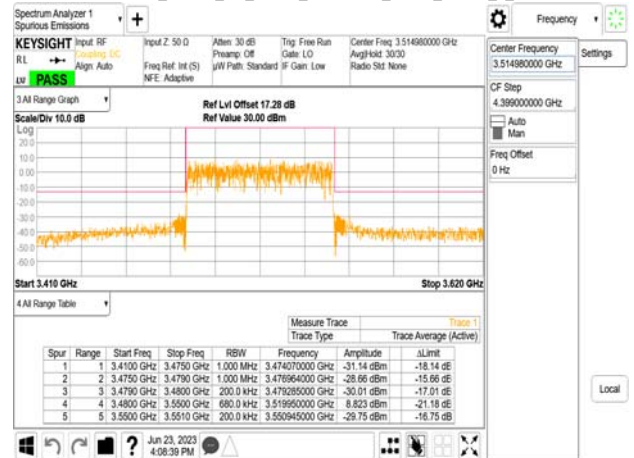 Spectrum Analyzer 1
Spurious Emissions
Frequency
KEYSIGHT
Input: RF
Coupling: DC
Align: Auto
Input Z: 50 Ω
Freq Ref: Int (S)
NFE: Adaptive
Atten: 30 dB
Preamp: Off
µW Path: Standard
Trig: Free Run
Gate: LO
IF Gain: Low
Center Freq: 3.514980000 GHz
Avg|Hold: 30/30
Radio Std: None
RL
PASS
Center Frequency
3.514980000 GHz
Settings
CF Step
4.399000000 GHz
Auto
Man
Freq Offset
0 Hz
Local
3 All Range Graph
Scale/Div 10.0 dB
Ref Lvl Offset 17.28 dB
Ref Value 30.00 dBm
Log
20.0
10.0
0.00
-10.0
-20.0
-30.0
-40.0
-50.0
-60.0
Start 3.410 GHz
Stop 3.620 GHz
4 All Range Table
Measure Trace Trace 1
Trace Type Trace Average (Active)
Spur Range Start Freq Stop Freq RBW Frequency Amplitude ΔLimit
1 1 3.4100 GHz 3.4750 GHz 1.000 MHz 3.474070000 GHz -31.14 dBm -18.14 dB
2 2 3.4750 GHz 3.4790 GHz 1.000 MHz 3.476964000 GHz -28.66 dBm -15.66 dB
3 3 3.4790 GHz 3.4800 GHz 200.0 kHz 3.479285000 GHz -30.01 dBm -17.01 dB
4 4 3.4800 GHz 3.5500 GHz 680.0 kHz 3.519950000 GHz 8.823 dBm -21.18 dB
5 5 3.5500 GHz 3.5510 GHz 200.0 kHz 3.550945000 GHz -29.75 dBm -16.75 dB
Jun 23, 2023
4:08:39 PM